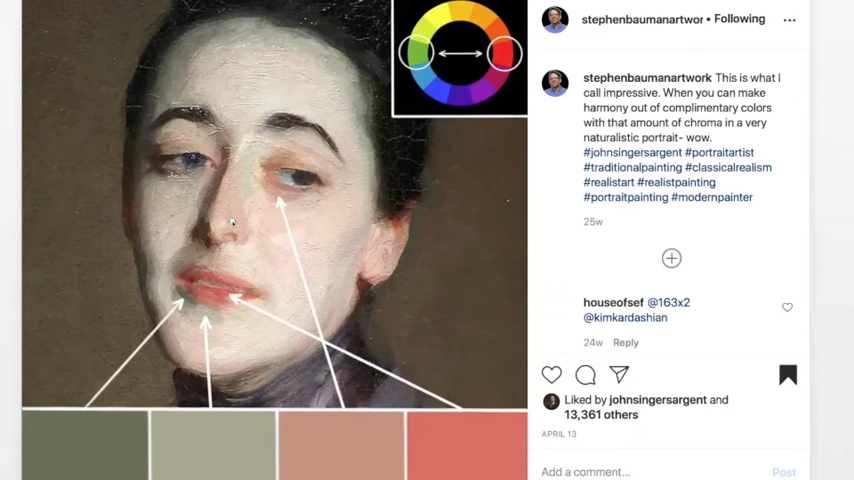 stephenbaumanartwor • Following
stephenbaumanartwork This is what I
call impressive. When you can make
harmony out of complimentary colors
with that amount of chroma in a very
naturalistic portrait- wow.
#johnsingersargent #portraitartist
#traditionalpainting #classicalrealism
#realistart #realistpainting
#portraitpainting #modernpainter
25w
houseofsef @163x2
@kimkardashian
24w Reply
Liked by johnsingersargent and
13,361 others
APRIL 13
Add a comment...
Post